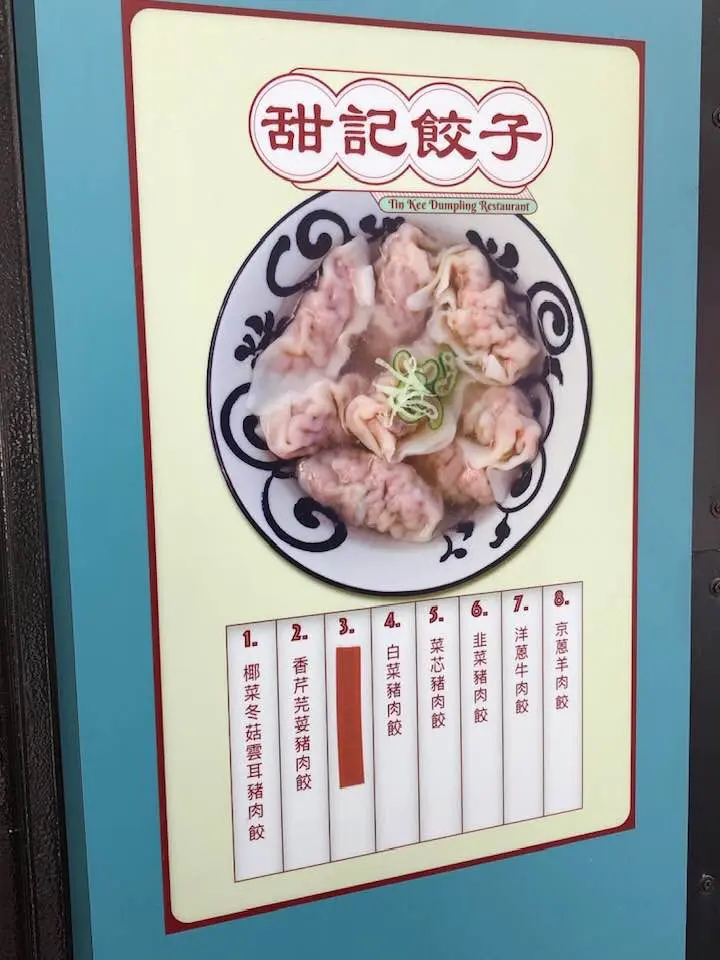 甜記餃子
Tin Kee Dumpling Restaurant
1. 椰菜冬菇雲耳豬肉餃
2. 香芹芫荽豬肉餃
3.
4. 白菜豬肉餃
5. 菜芯豬肉餃
6. 韭菜豬肉餃
7. 洋蔥牛肉餃
8. 京蔥羊肉餃